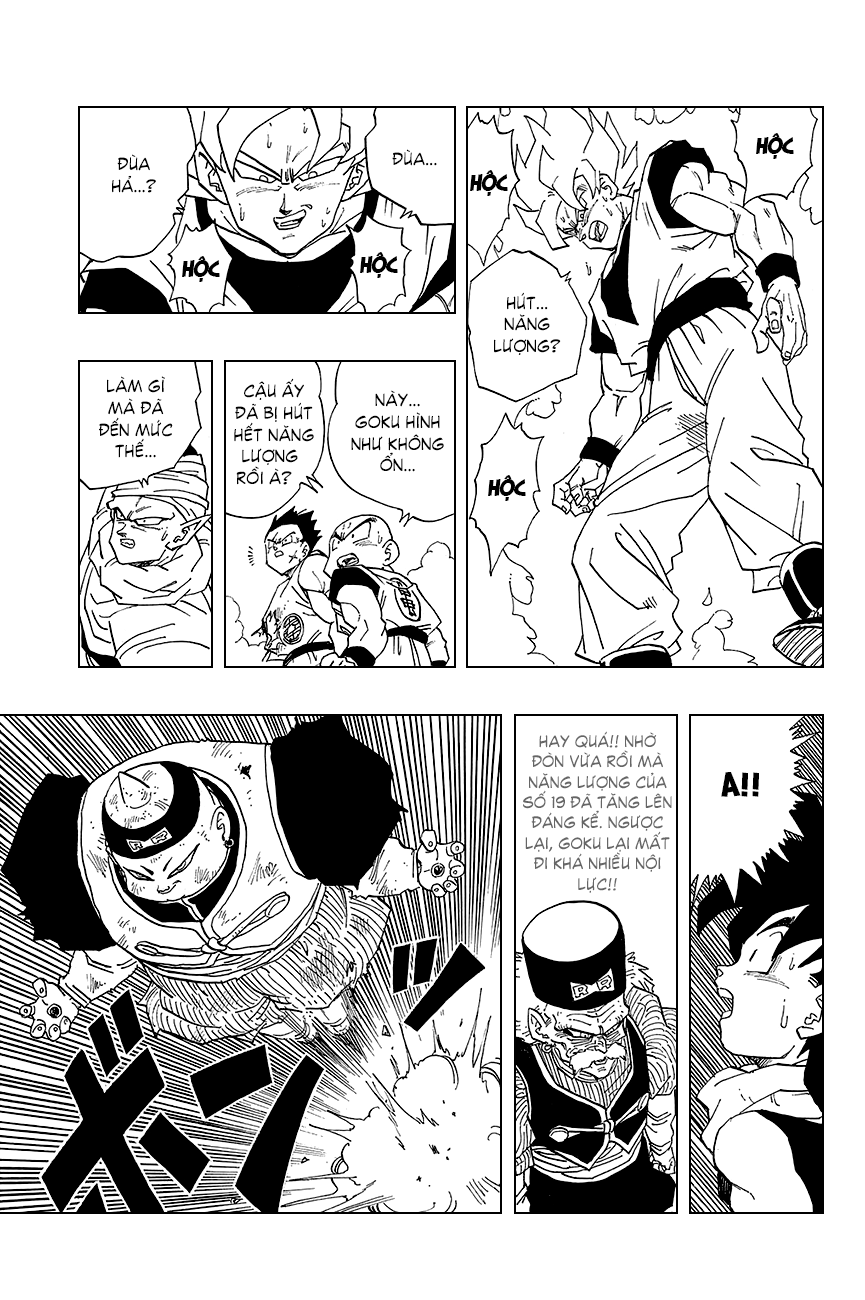 HỘC
HỘC
HÚT...
NĂNG
LƯỢNG?
HỘC
ĐÙA...
ĐÙA
HẢ...?
HỘC
HỘC
NÀY...
GOKU HÌNH
NHƯ KHÔNG
ỔN...
CẬU ẤY
ĐÃ BỊ HÚT
HẾT NĂNG
LƯỢNG
RỒI À?
LÀM GÌ
MÀ ĐÃ
ĐẾN MỨC
THẾ...
A!!
HAY QUÁ!! NHỜ
ĐÒN VỪA RỒI MÀ
NĂNG LƯỢNG CỦA
SỐ 19 ĐÃ TĂNG LÊN
ĐÁNG KỂ. NGƯỢC
LẠI, GOKU LẠI MẤT
ĐI KHÁ NHIỀU NỘI
LỰC!!
R R
R R
ギュン!!